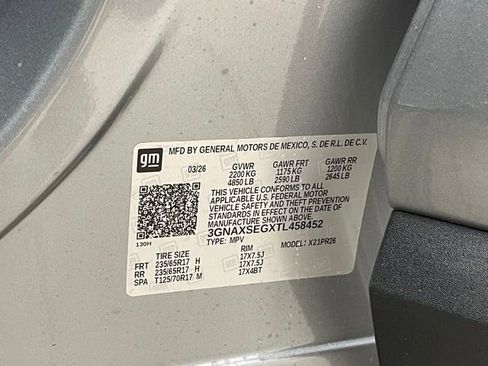 gm
MFD BY GENERAL MOTORS DE MEXICO, S. DE R.L. DE C.V.
03/26 GVWR GAWR FRT GAWR RR
2200 KG 1175 KG 1200 KG
4850 LB 2590 LB 2645 LB
THIS VEHICLE CONFORMS TO ALL
APPLICABLE U.S. FEDERAL MOTOR
VEHICLE SAFETY AND THEFT PREVENTION
STANDARDS IN EFFECT ON THE DATE OF
MANUFACTURE SHOWN ABOVE.
3GNAXSEGXTL458452
130H
TYPE: MPV MODEL: X21PR26
TIRE SIZE RIM
FRT 235/65R17 H 17X7.5J
RR 235/65R17 H 17X7.5J
SPA T125/70R17 M 17X4BT